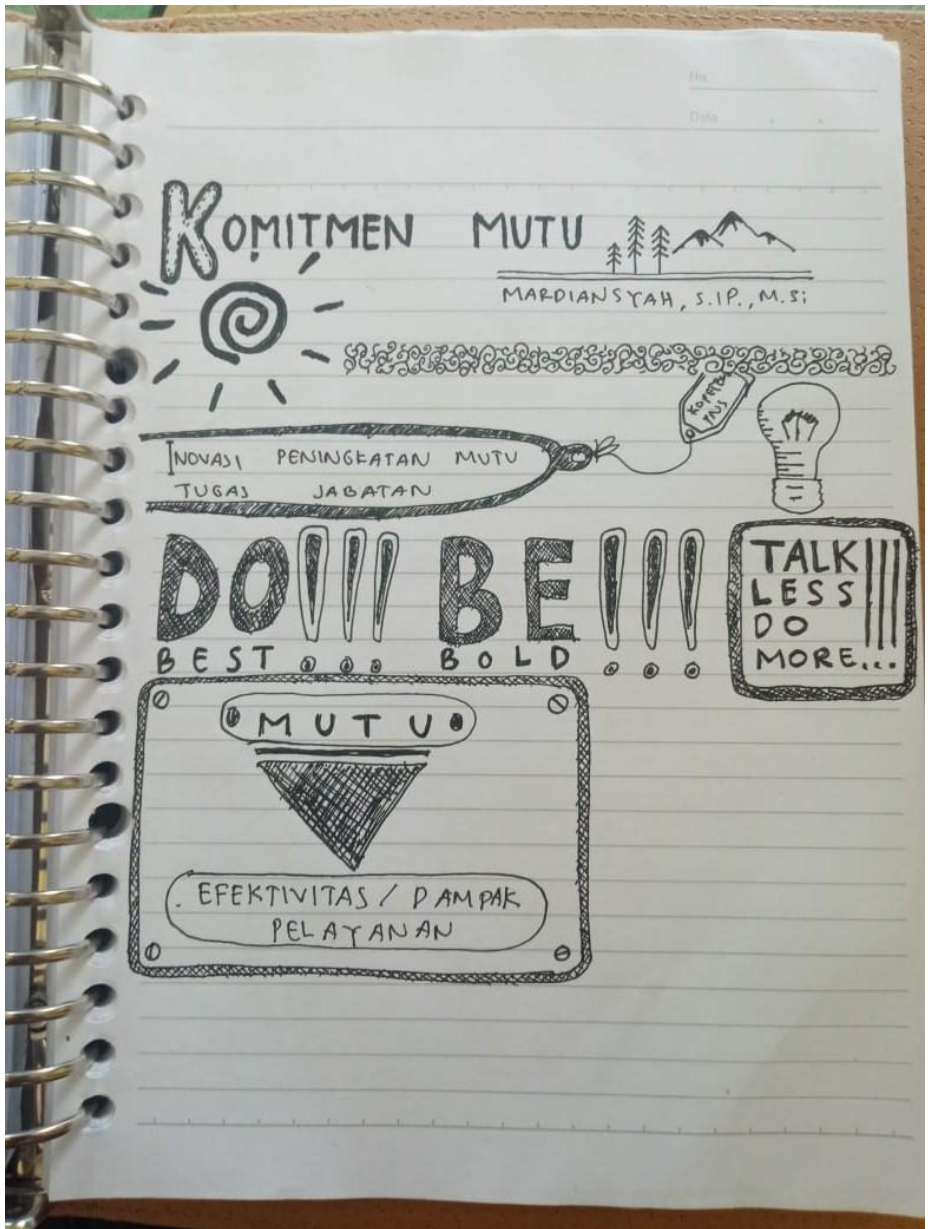 No.
Date
KOMITMEN MUTU
MARDIANSYAH, S.IP., M.Si
PNS
INOVASI PENINGKATAN MUTU
TUGAS JABATAN
DO!!! BE!!!
BEST BOLD
TALK
LESS
DO
MORE...
MUTU
EFEKTIVITAS / DAMPAK
PELAYANAN